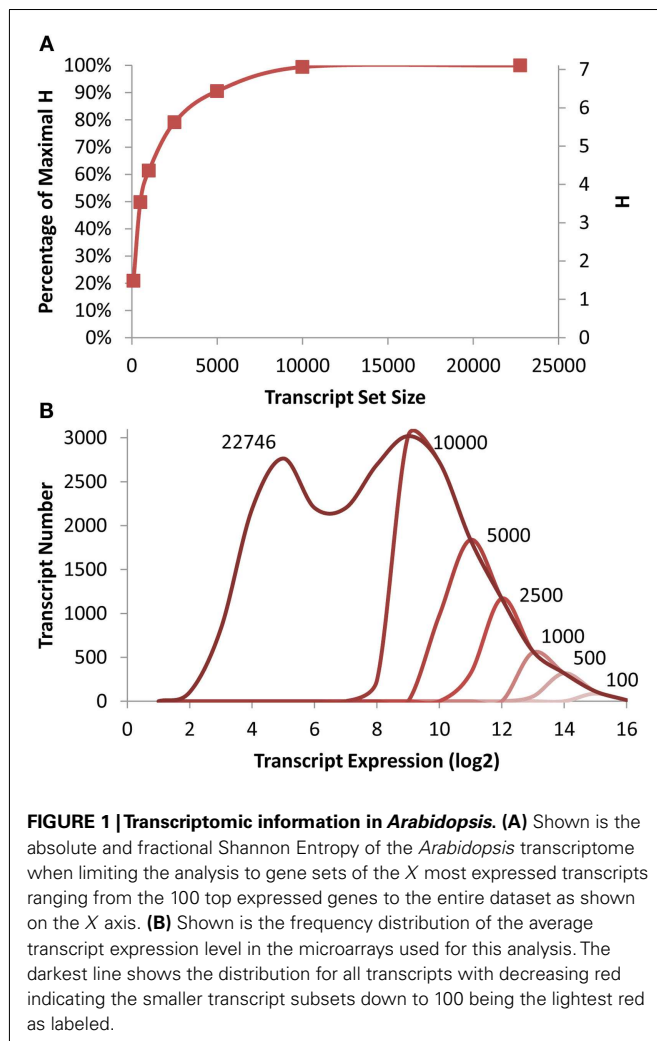 A
100%
90%
80%
70%
60%
50%
40%
30%
20%
10%
0%
Percentage of Maximal H
7
6
5
4
3
2
1
0
H
0 5000 10000 15000 20000 25000
Transcript Set Size
B
3000
2500
2000
1500
1000
500
0
Transcript Number
22746
10000
5000
2500
1000
500
100
0 2 4 6 8 10 12 14 16
Transcript Expression (log2)
FIGURE 1 | Transcriptomic information in Arabidopsis. (A) Shown is the
absolute and fractional Shannon Entropy of the Arabidopsis transcriptome
when limiting the analysis to gene sets of the X most expressed transcripts
ranging from the 100 top expressed genes to the entire dataset as shown
on the X axis. (B) Shown is the frequency distribution of the average
transcript expression level in the microarrays used for this analysis. The
darkest line shows the distribution for all transcripts with decreasing red
indicating the smaller transcript subsets down to 100 being the lightest red
as labeled.